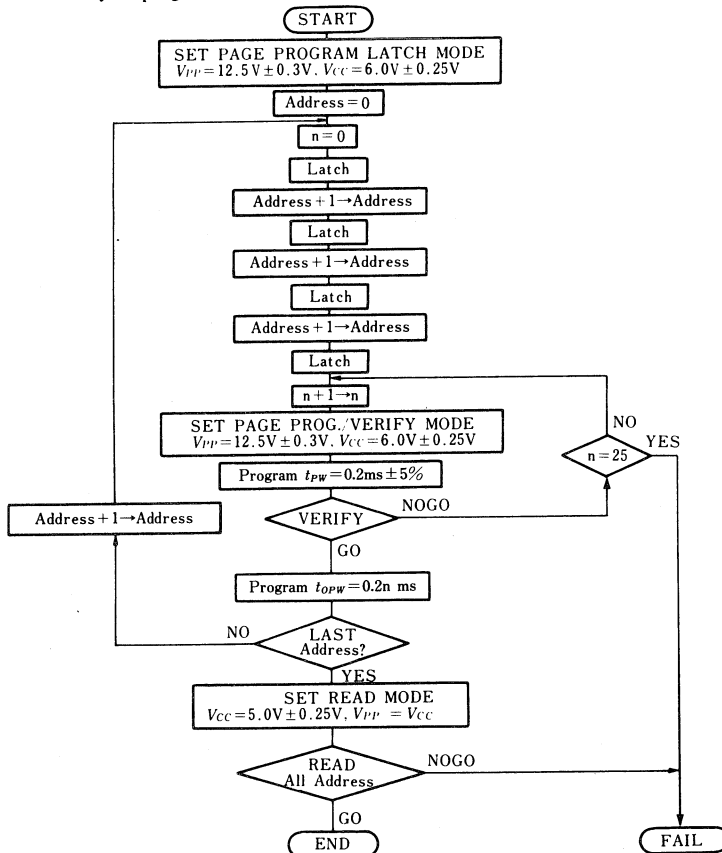 START
SET PAGE PROGRAM LATCH MODE
VPP=12.5V±0.3V, VCC=6.0V±0.25V
Address=0
n=0
Latch
Address+1→Address
Latch
Address+1→Address
Latch
Address+1→Address
Latch
n+1→n
SET PAGE PROG./VERIFY MODE
VPP=12.5V±0.3V, VCC=6.0V±0.25V
NO
YES
n=25
Program tPW=0.2ms±5%
NOGO
VERIFY
Address+1→Address
GO
Program tOPW=0.2n ms
NO
LAST
Address?
YES
SET READ MODE
VCC=5.0V±0.25V, VPP=VCC
READ
All Address
NOGO
GO
END
FAIL